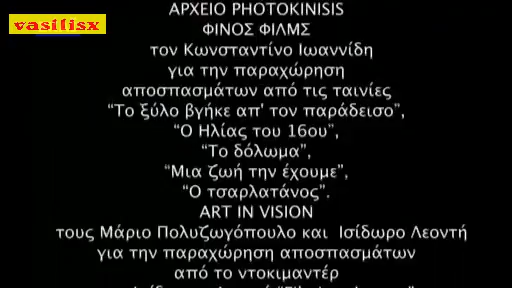 vasilisx
ΑΡΧΕΙΟ PHOTOKINISIS
ΦΙΝΟΣ ΦΙΛΜΣ
τον Κωνσταντίνο Ιωαννίδη
για την παραχώρηση
αποσπασμάτων από τις ταινίες
“Το ξύλο βγήκε απ' τον παράδεισο”,
“Ο Ηλίας του 16ου”,
“Το δόλωμα”,
“Μια ζωή την έχουμε”,
“Ο τσαρλατάνος”.
ART IN VISION
τους Μάριο Πολυζωγόπουλο και Ισίδωρο Λεοντή
για την παραχώρηση αποσπασμάτων
από το ντοκιμαντέρ